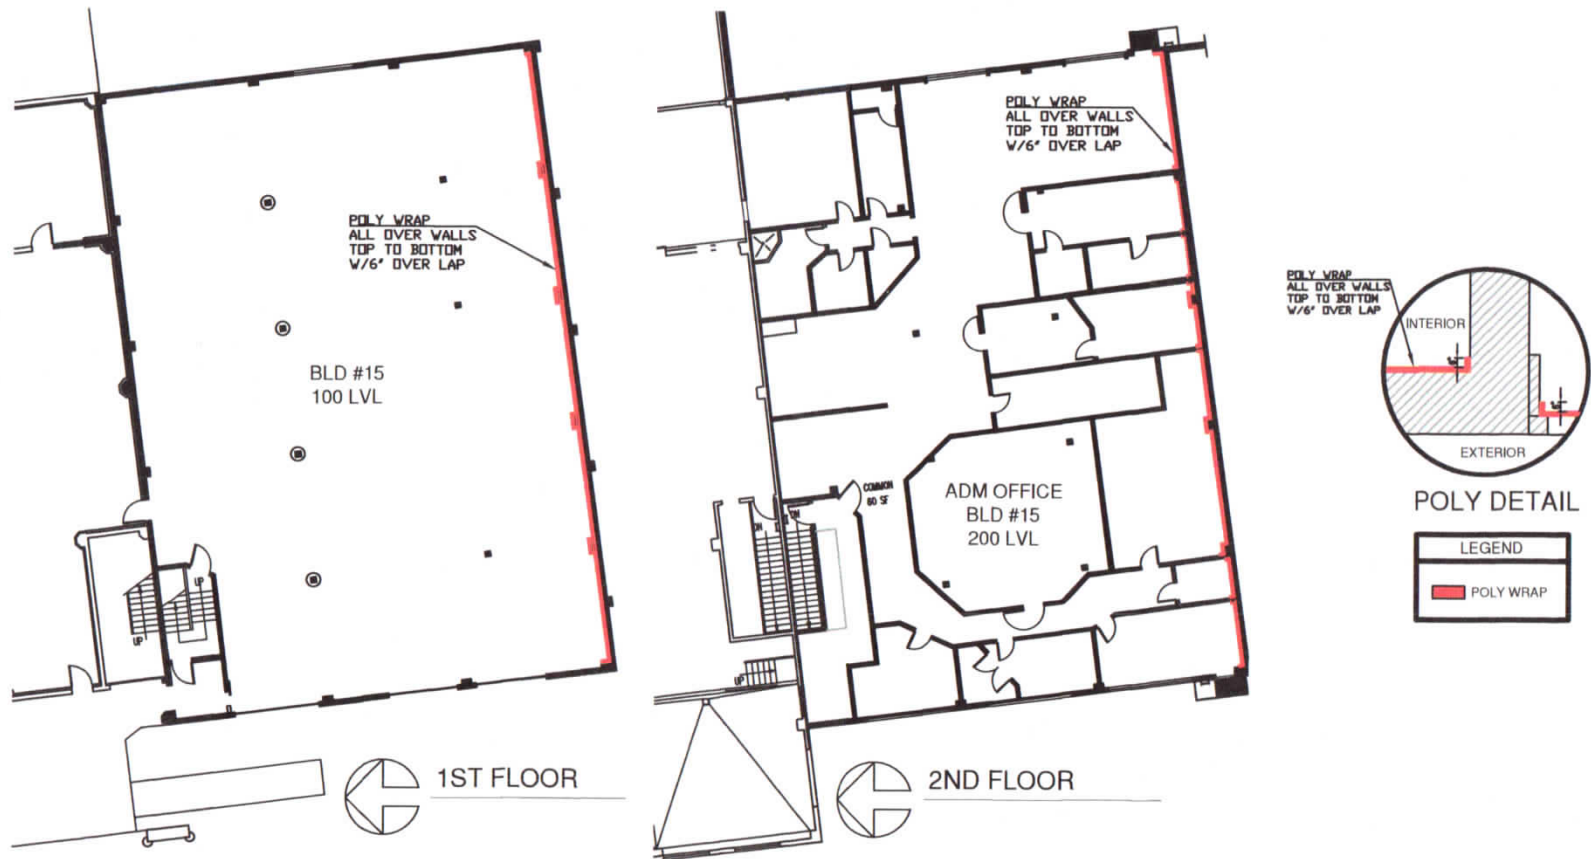 POLY WRAP
ALL OVER WALLS
TOP TO BOTTOM
W/6" OVER LAP
BLD #15
100 LVL
UP
UP
1ST FLOOR
POLY WRAP
ALL OVER WALLS
TOP TO BOTTOM
W/6" OVER LAP
COMMON
80 SF
ADM OFFICE
BLD #15
200 LVL
DN
DN
UP
2ND FLOOR
POLY WRAP
ALL OVER WALLS
TOP TO BOTTOM
W/6" OVER LAP
INTERIOR
EXTERIOR
POLY DETAIL
LEGEND
POLY WRAP